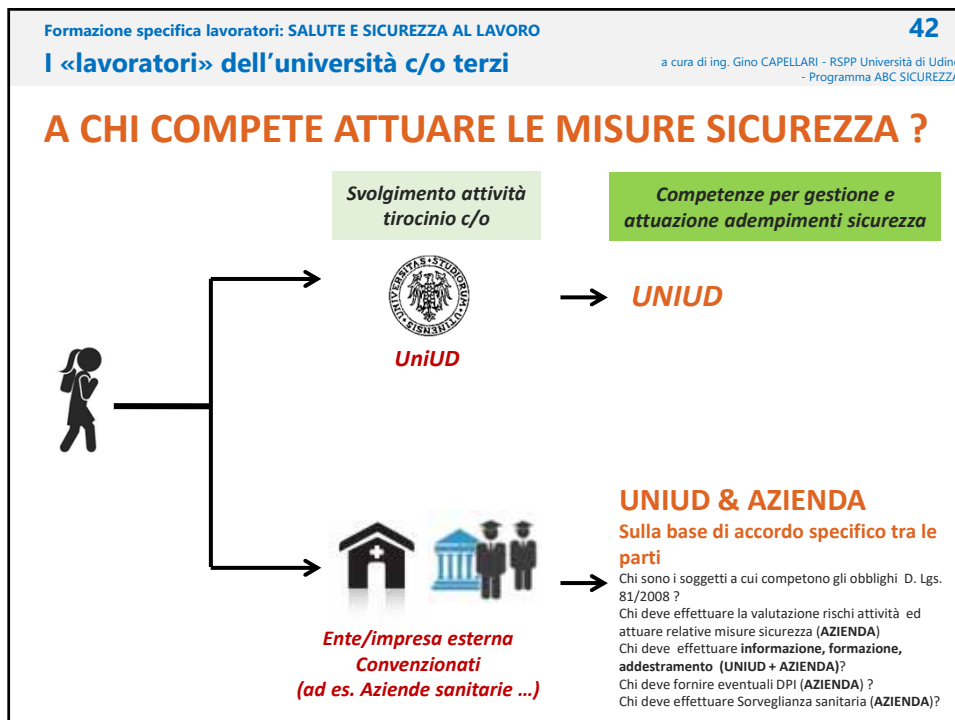 Formazione specifica lavoratori: SALUTE E SICUREZZA AL LAVORO
42
I «lavoratori» dell'università c/o terzi
a cura di ing. Gino CAPELLARI - RSPP Università di Udine
- Programma ABC SICUREZZA
A CHI COMPETE ATTUARE LE MISURE SICUREZZA ?
Svolgimento attività
tirocinio c/o
Competenze per gestione e
attuazione adempimenti sicurezza
UNIVERSITAS STUDIORUM UTINENSIS
UniUD
UNIUD
UNIUD & AZIENDA
Sulla base di accordo specifico tra le
parti
Chi sono i soggetti a cui competono gli obblighi D. Lgs.
81/2008 ?
Chi deve effettuare la valutazione rischi attività ed
attuare relative misure sicurezza (AZIENDA)
Chi deve effettuare informazione, formazione,
addestramento (UNIUD + AZIENDA)?
Chi deve fornire eventuali DPI (AZIENDA) ?
Chi deve effettuare Sorveglianza sanitaria (AZIENDA)?
Ente/impresa esterna
Convenzionati
(ad es. Aziende sanitarie …)